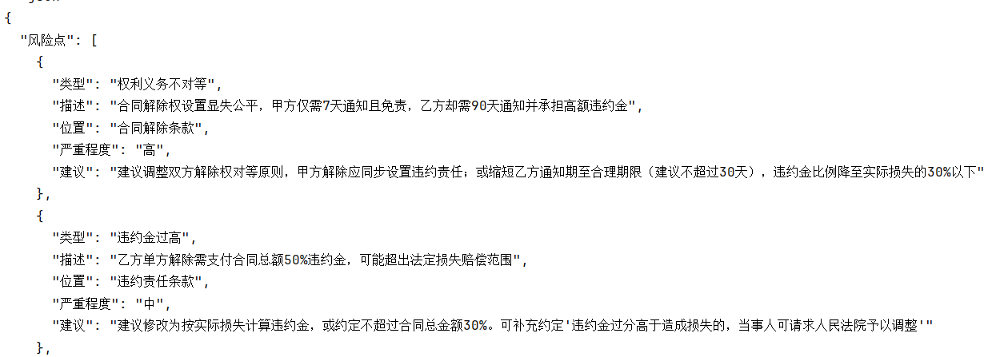 {
"风险点": [
{
"类型": "权利义务不对等",
"描述": "合同解除权设置显失公平，甲方仅需7天通知且免责，乙方却需90天通知并承担高额违约金",
"位置": "合同解除条款",
"严重程度": "高",
"建议": "建议调整双方解除权对等原则，甲方解除应同步设置违约责任；或缩短乙方通知期至合理期限（建议不超过30天），违约金比例降至实际损失的30%以下"
},
{
"类型": "违约金过高",
"描述": "乙方单方解除需支付合同总额50%违约金，可能超出法定损失赔偿范围",
"位置": "违约责任条款",
"严重程度": "中",
"建议": "建议修改为按实际损失计算违约金，或约定不超过合同总金额30%。可补充约定'违约金过分高于造成损失的，当事人可请求人民法院予以调整'"
},